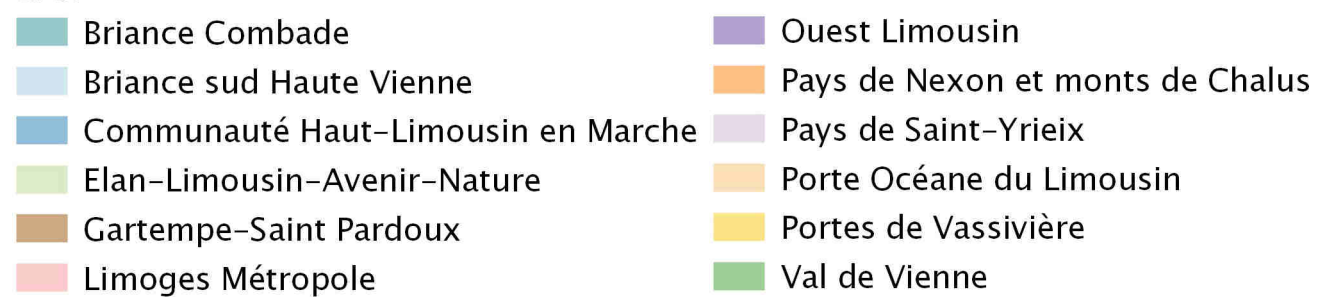 Briance Combade
Briance sud Haute Vienne
Communauté Haut-Limousin en Marche
Elan-Limousin-Avenir-Nature
Gartempe-Saint Pardoux
Limoges Métropole
Ouest Limousin
Pays de Nexon et monts de Chalus
Pays de Saint-Yrieix
Porte Océane du Limousin
Portes de Vassivière
Val de Vienne